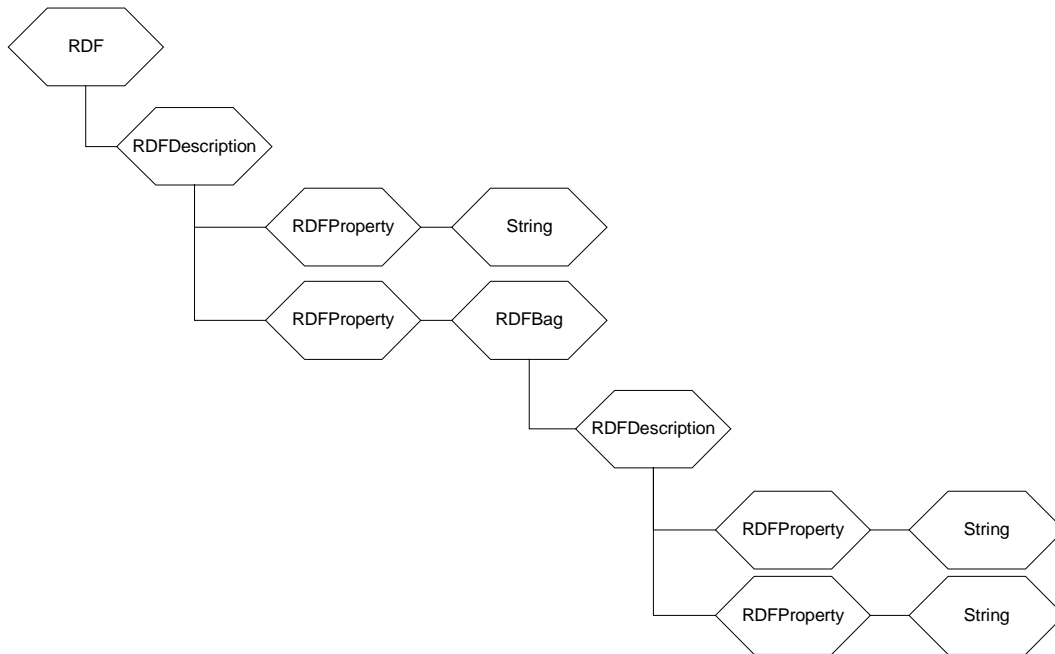 RDF
RDFDescription
RDFProperty
String
RDFProperty
RDFBag
RDFDescription
RDFProperty
String
RDFProperty
String